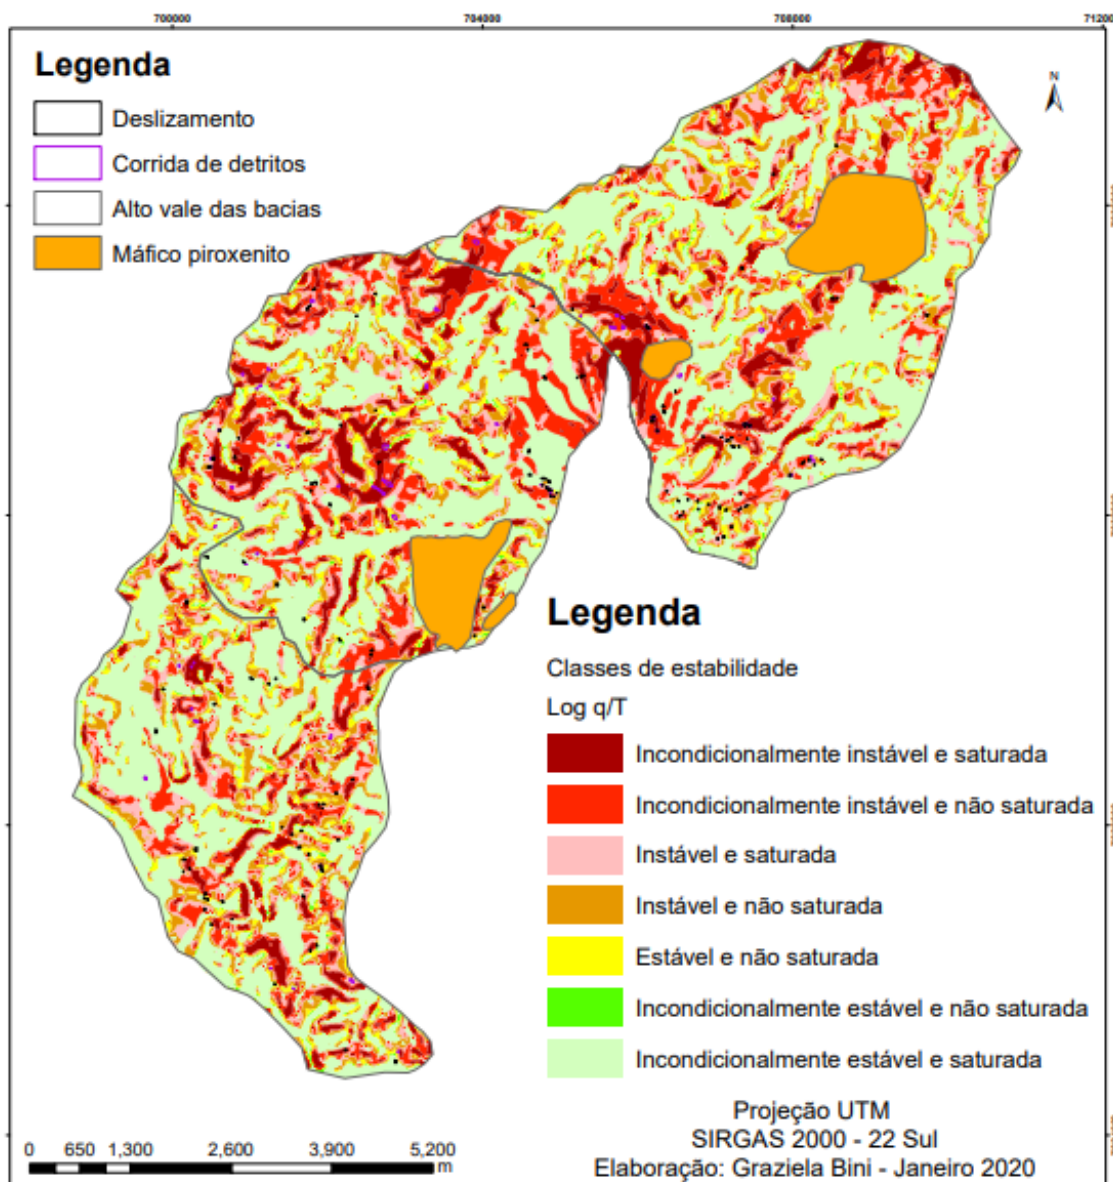 700000
704000
708000
Legenda
N
Deslizamento
Corrida de detritos
Alto vale das bacias
Máfico piroxenito
Legenda
Classes de estabilidade
Log q/T
Incondicionalmente instável e saturada
Incondicionalmente instável e não saturada
Instável e saturada
Instável e não saturada
Estável e não saturada
Incondicionalmente estável e não saturada
Incondicionalmente estável e saturada
Projeção UTM
SIRGAS 2000 - 22 Sul
Elaboração: Graziela Bini - Janeiro 2020
0 650 1,300 2,600 3,900 5,200
m